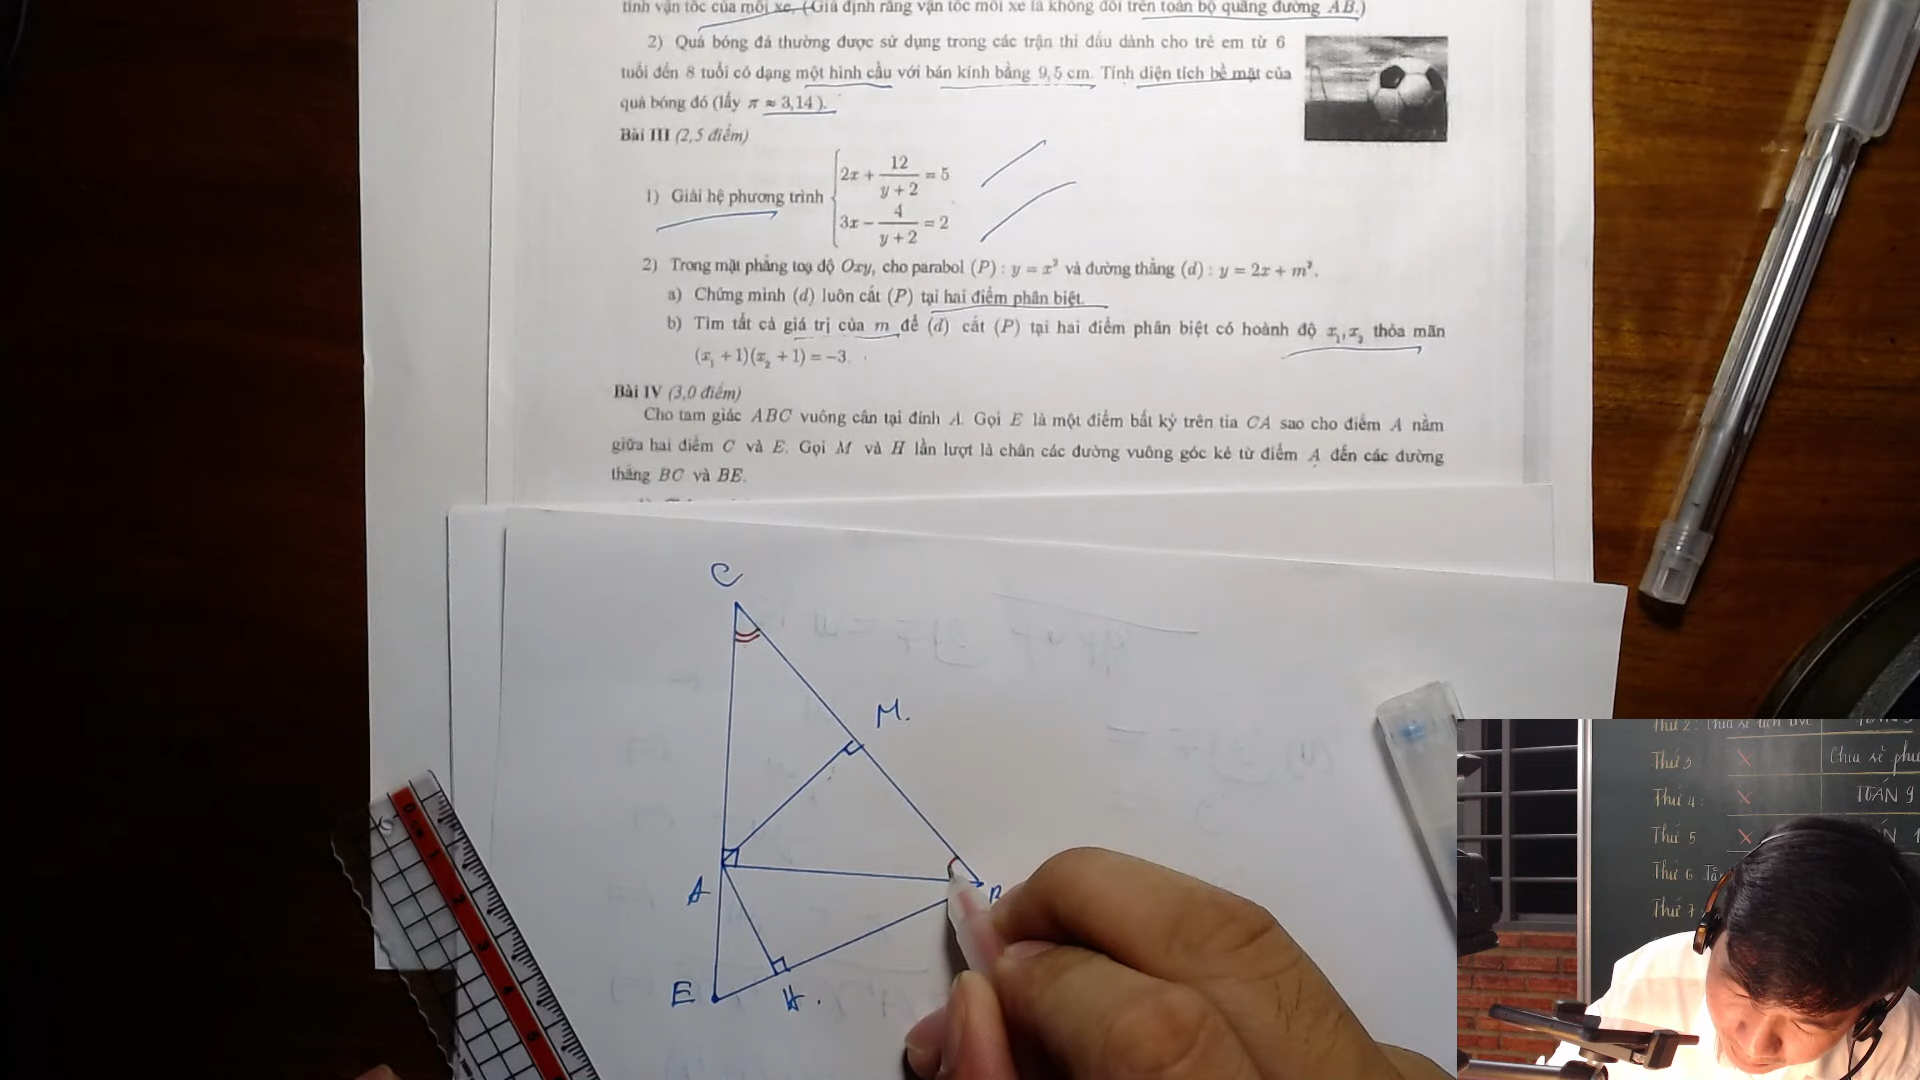 tính vận tốc của mỗi xe. (Giả định rằng vận tốc mỗi xe là không đổi trên toàn bộ quãng đường AB.)
2) Quả bóng đá thường được sử dụng trong các trận thi đấu dành cho trẻ em từ 6
tuổi đến 8 tuổi có dạng một hình cầu với bán kính bằng 9,5 cm. Tính diện tích bề mặt của
quả bóng đó (lấy π ≈ 3,14).
Bài III (2,5 điểm)
1) Giải hệ phương trình
2x + 12/(y + 2) = 5
3x − 4/(y + 2) = 2
2) Trong mặt phẳng toạ độ Oxy, cho parabol (P) : y = x² và đường thẳng (d) : y = 2x + m².
a) Chứng minh (d) luôn cắt (P) tại hai điểm phân biệt.
b) Tìm tất cả giá trị của m để (d) cắt (P) tại hai điểm phân biệt có hoành độ x₁, x₂ thỏa mãn
(x₁ + 1)(x₂ + 1) = −3.
Bài IV (3,0 điểm)
Cho tam giác ABC vuông cân tại đỉnh A. Gọi E là một điểm bất kỳ trên tia CA sao cho điểm A nằm
giữa hai điểm C và E. Gọi M và H lần lượt là chân các đường vuông góc kẻ từ điểm A đến các đường
thẳng BC và BE.
C
M.
A
E
H.
0 cm 1 2 3 4 5
Thứ 3 X Chia sẻ
Thứ 4: X TOÁN 9
Thứ 5 X
Thứ 6
Thứ 7